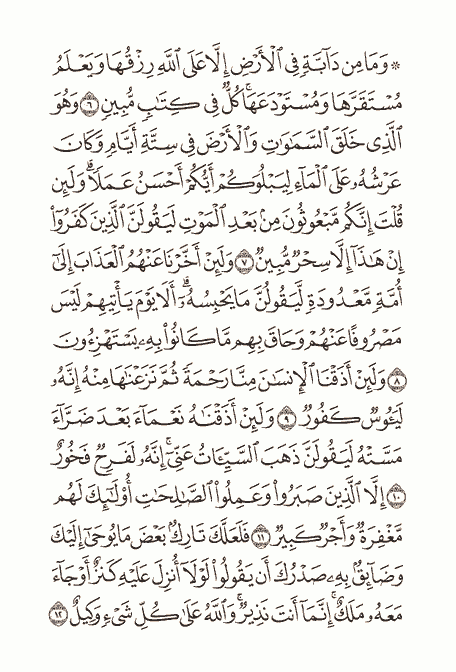 ۞ وَمَا مِن دَآبَّةٖ فِي ٱلۡأَرۡضِ إِلَّا عَلَى ٱللَّهِ رِزۡقُهَا وَيَعۡلَمُ
مُسۡتَقَرَّهَا وَمُسۡتَوۡدَعَهَاۚ كُلّٞ فِي كِتَٰبٖ مُّبِينٖ ٦ وَهُوَ
ٱلَّذِي خَلَقَ ٱلسَّمَٰوَٰتِ وَٱلۡأَرۡضَ فِي سِتَّةِ أَيَّامٖ وَكَانَ
عَرۡشُهُۥ عَلَى ٱلۡمَآءِ لِيَبۡلُوَكُمۡ أَيُّكُمۡ أَحۡسَنُ عَمَلٗاۗ وَلَئِن
قُلۡتَ إِنَّكُم مَّبۡعُوثُونَ مِنۢ بَعۡدِ ٱلۡمَوۡتِ لَيَقُولَنَّ ٱلَّذِينَ كَفَرُوٓاْ
إِنۡ هَٰذَآ إِلَّا سِحۡرٞ مُّبِينٞ ٧ وَلَئِنۡ أَخَّرۡنَا عَنۡهُمُ ٱلۡعَذَابَ إِلَىٰٓ
أُمَّةٖ مَّعۡدُودَةٖ لَّيَقُولُنَّ مَا يَحۡبِسُهُۥٓۗ أَلَا يَوۡمَ يَأۡتِيهِمۡ لَيۡسَ
مَصۡرُوفًا عَنۡهُمۡ وَحَاقَ بِهِم مَّا كَانُواْ بِهِۦ يَسۡتَهۡزِءُونَ
٨ وَلَئِنۡ أَذَقۡنَا ٱلۡإِنسَٰنَ مِنَّا رَحۡمَةٗ ثُمَّ نَزَعۡنَٰهَا مِنۡهُ إِنَّهُۥ
لَيَـُٔوسٞ كَفُورٞ ٩ وَلَئِنۡ أَذَقۡنَٰهُ نَعۡمَآءَ بَعۡدَ ضَرَّآءَ
مَسَّتۡهُ لَيَقُولَنَّ ذَهَبَ ٱلسَّيِّـَٔاتُ عَنِّيٓۚ إِنَّهُۥ لَفَرِحٞ فَخُورٌ
١٠ إِلَّا ٱلَّذِينَ صَبَرُواْ وَعَمِلُواْ ٱلصَّٰلِحَٰتِ أُوْلَٰٓئِكَ لَهُم
مَّغۡفِرَةٞ وَأَجۡرٞ كَبِيرٞ ١١ فَلَعَلَّكَ تَارِكُۢ بَعۡضَ مَا يُوحَىٰٓ إِلَيۡكَ
وَضَآئِقُۢ بِهِۦ صَدۡرُكَ أَن يَقُولُواْ لَوۡلَآ أُنزِلَ عَلَيۡهِ كَنزٌ أَوۡ جَآءَ
مَعَهُۥ مَلَكٌۚ إِنَّمَآ أَنتَ نَذِيرٞۚ وَٱللَّهُ عَلَىٰ كُلِّ شَيۡءٖ وَكِيلٌ ١٢